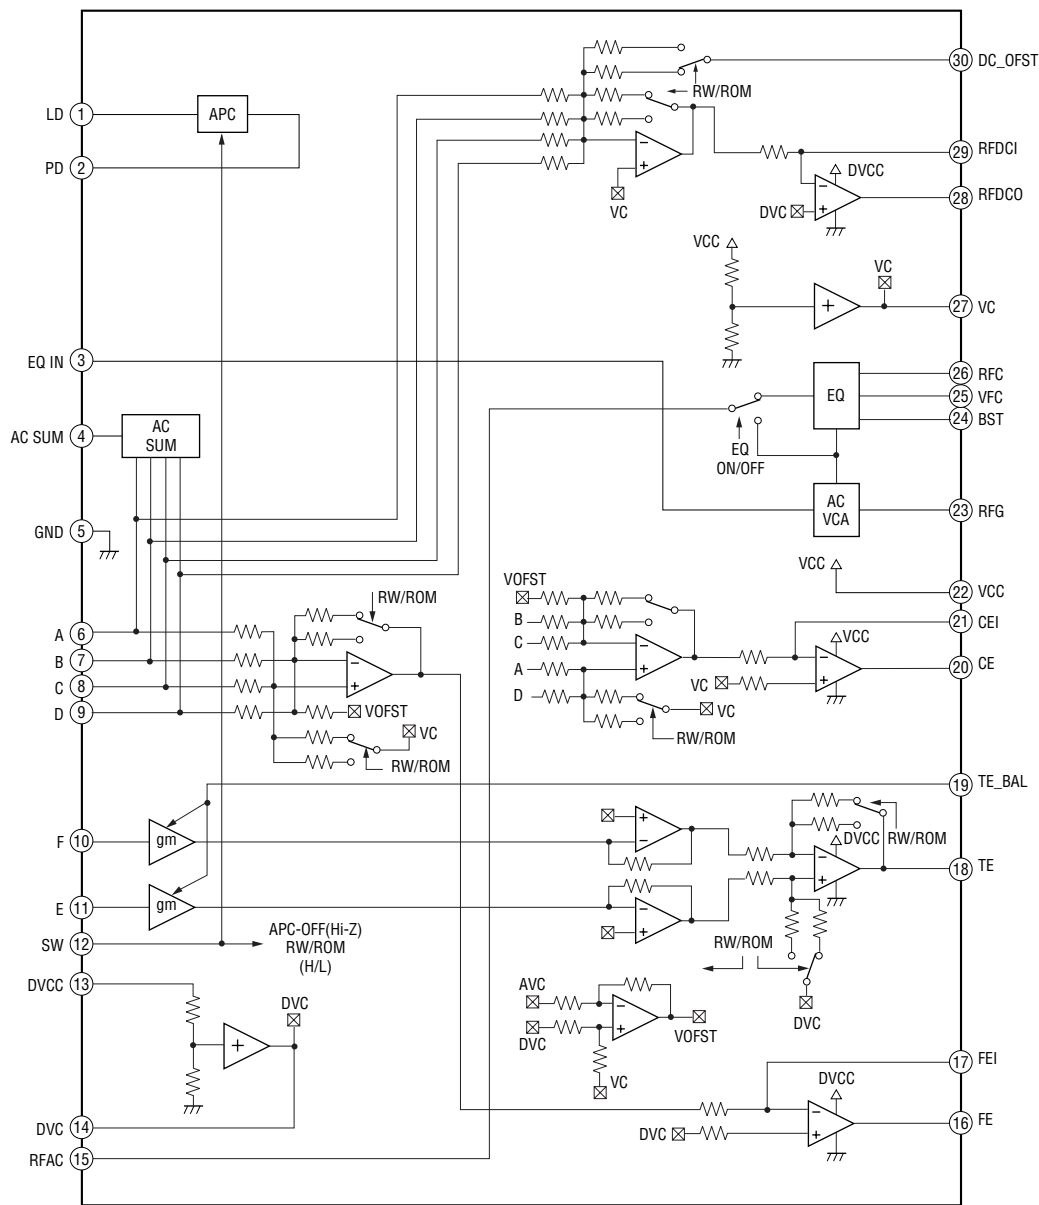 30 DC_OFST
RW/ROM
LD 1
APC
PD 2
VC
29 RFDCI
DVCC
28 RFDCO
DVC
VCC
VC
27 VC
EQ IN 3
26 RFC
EQ
25 VFC
24 BST
AC SUM 4
AC
SUM
EQ
ON/OFF
AC
VCA
23 RFG
GND 5
VCC
22 VCC
VOFST
RW/ROM
B
21 CEI
A 6
C
VCC
B 7
A
20 CE
C 8
VC
D
D 9
VOFST
VC
VC
RW/ROM
RW/ROM
19 TE_BAL
F 10
gm
DVCC RW/ROM
18 TE
E 11
gm
SW 12
APC-OFF(Hi-Z)
RW/ROM
(H/L)
RW/ROM
DVCC 13
AVC
DVC
DVC
VOFST
DVC
VC
17 FEI
DVCC
DVC 14
DVC
16 FE
RFAC 15